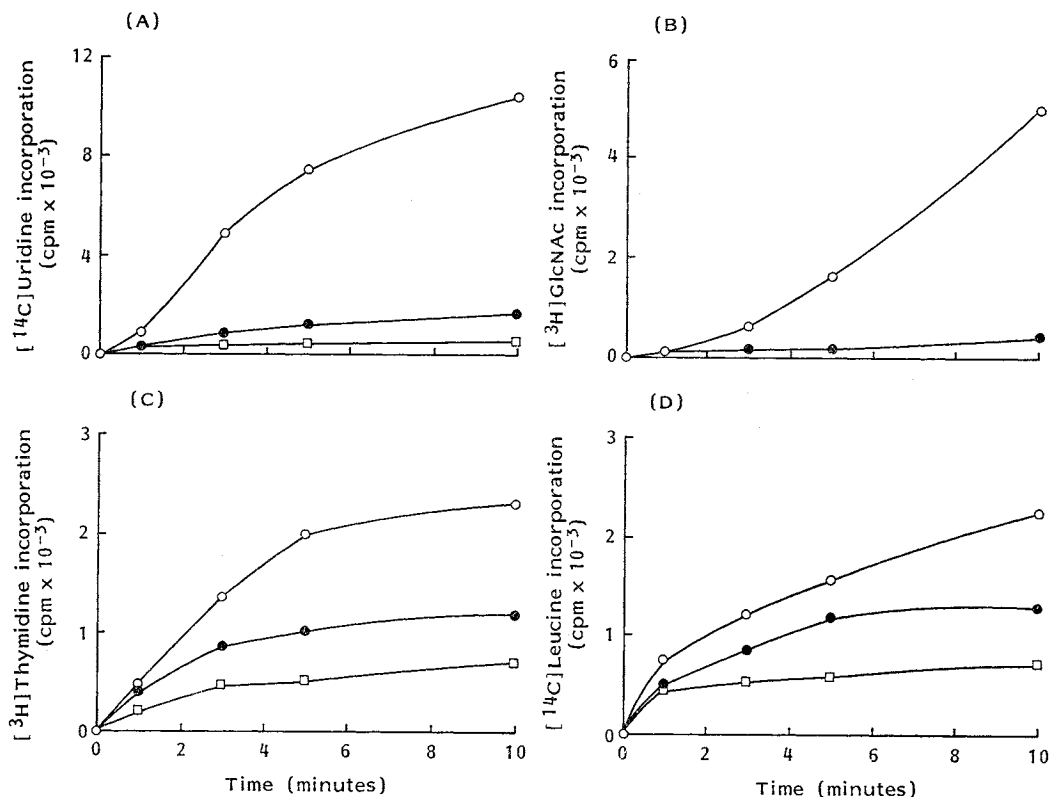 (A)
[14C]Uridine incorporation
(cpm x 10−3)
12
8
4
0
(B)
[3H]GlcNAc incorporation
(cpm x 10−3)
6
4
2
0
(C)
[3H]Thymidine incorporation
(cpm x 10−3)
3
2
1
0
0 2 4 6 8 10
Time (minutes)
(D)
[14C]Leucine incorporation
(cpm x 10−3)
3
2
1
0
0 2 4 6 8 10
Time (minutes)